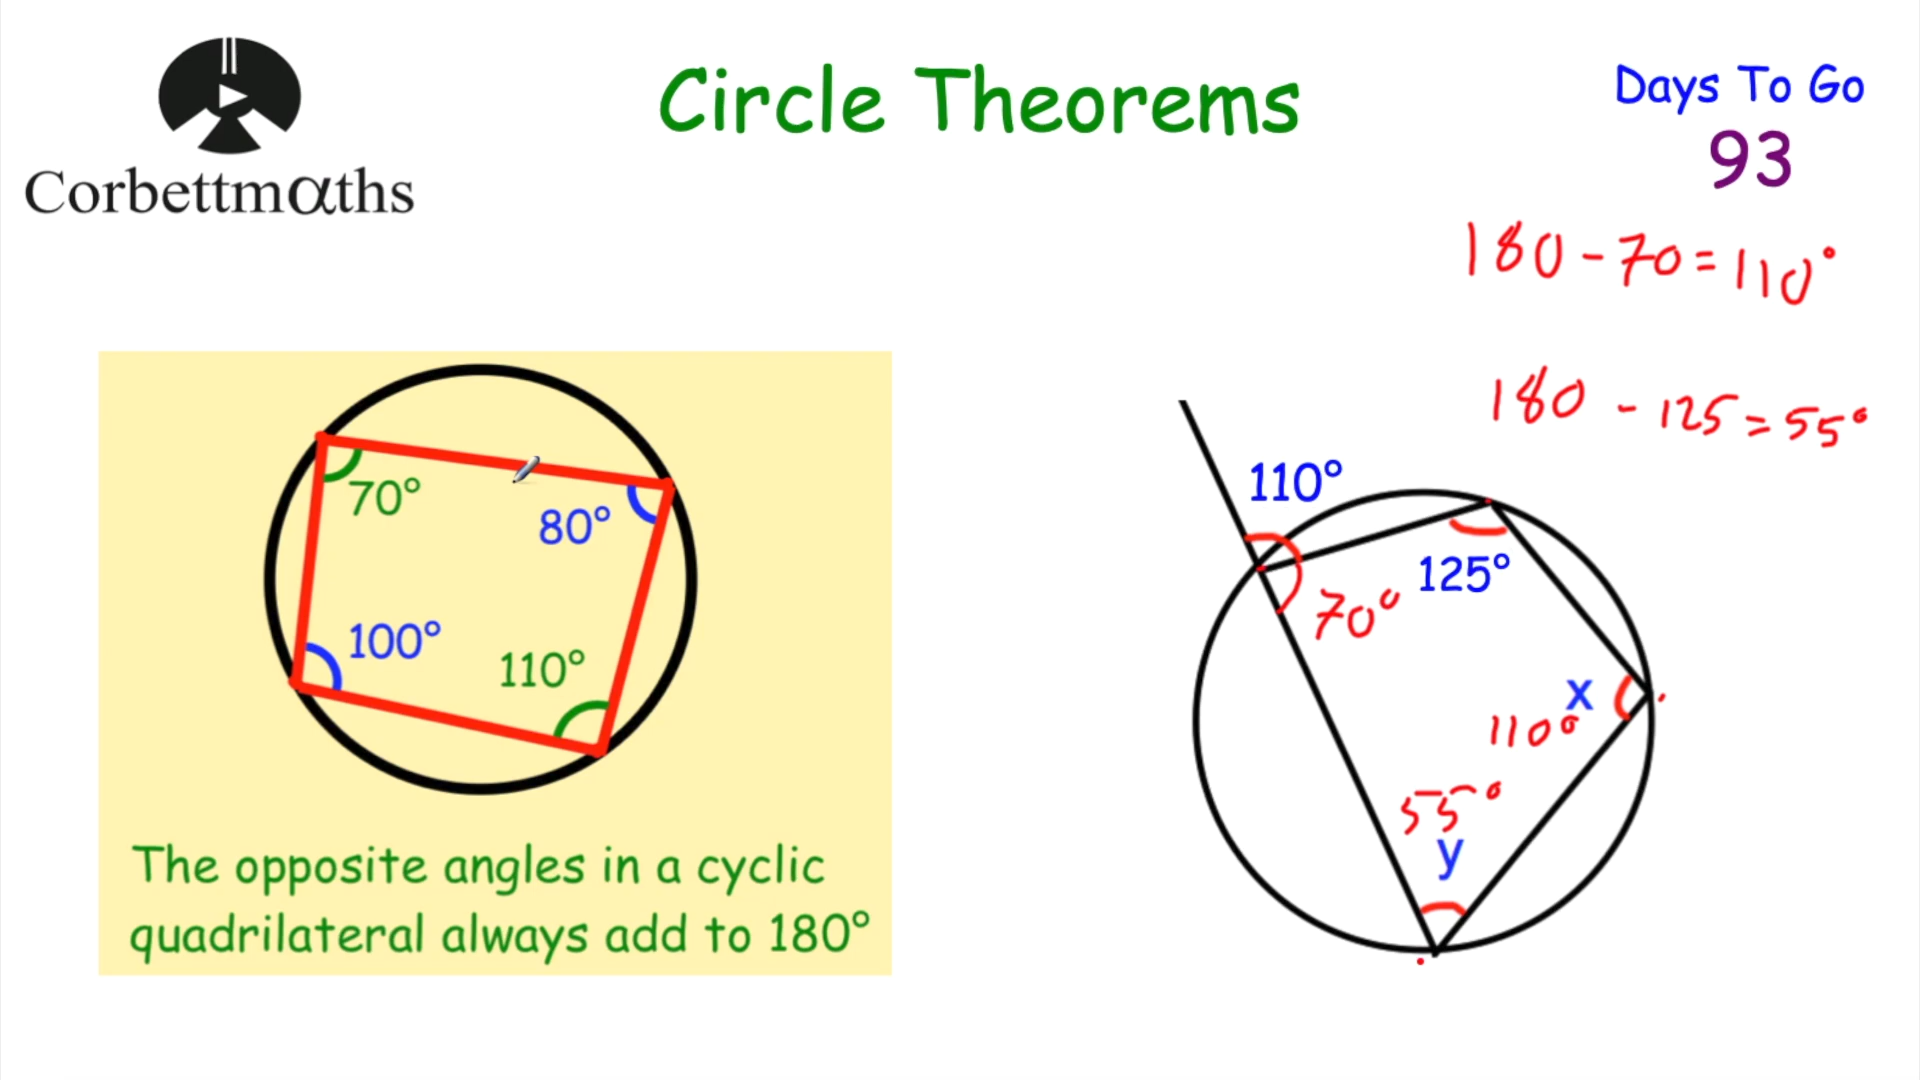 Corbettmαths
Circle Theorems
Days To Go
93
180 - 70 = 110°
180 - 125 = 55°
70°
80°
100°
110°
The opposite angles in a cyclic
quadrilateral always add to 180°
110°
125°
70°
x
110°
55°
y